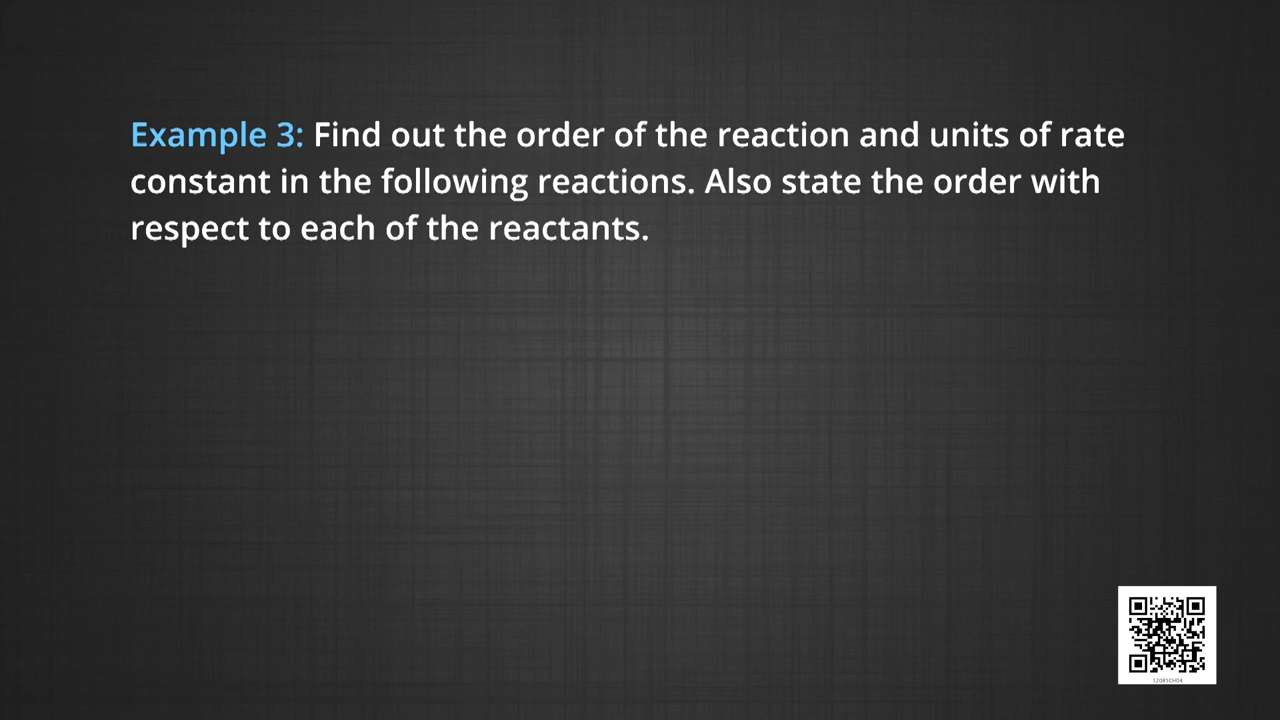 Example 3: Find out the order of the reaction and units of rate
constant in the following reactions. Also state the order with
respect to each of the reactants.
12085CH04